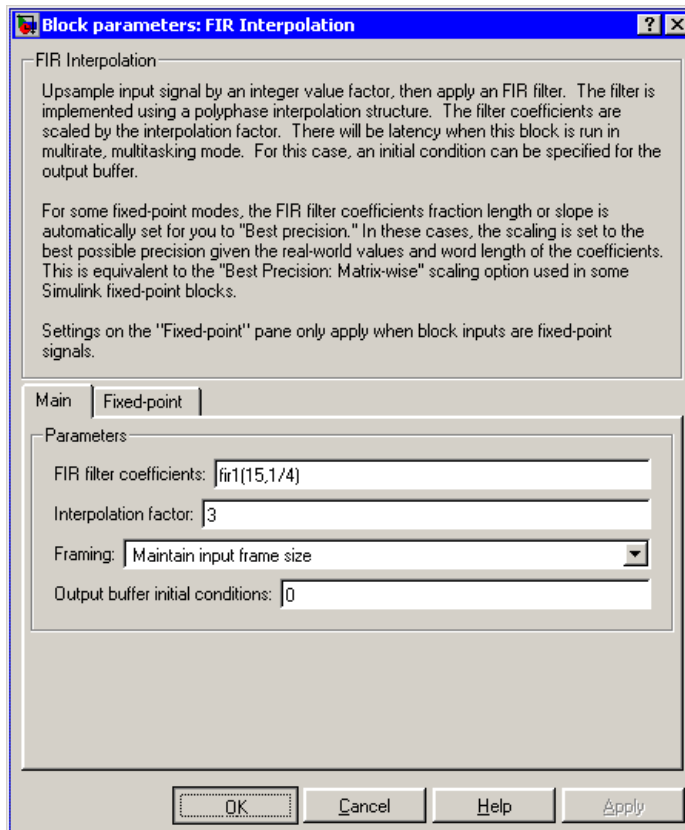 Block parameters: FIR Interpolation
FIR Interpolation
Upsample input signal by an integer value factor, then apply an FIR filter.  The filter is
implemented using a polyphase interpolation structure.  The filter coefficients are
scaled by the interpolation factor.  There will be latency when this block is run in
multirate, multitasking mode.  For this case, an initial condition can be specified for the
output buffer.
For some fixed-point modes, the FIR filter coefficients fraction length or slope is
automatically set for you to "Best precision." In these cases, the scaling is set to the
best possible precision given the real-world values and word length of the coefficients.
This is equivalent to the "Best Precision: Matrix-wise" scaling option used in some
Simulink fixed-point blocks.
Settings on the "Fixed-point" pane only apply when block inputs are fixed-point
signals.
Main Fixed-point
Parameters
FIR filter coefficients: fir1(15,1/4)
Interpolation factor: 3
Framing: Maintain input frame size
Output buffer initial conditions: 0
OK Cancel Help Apply